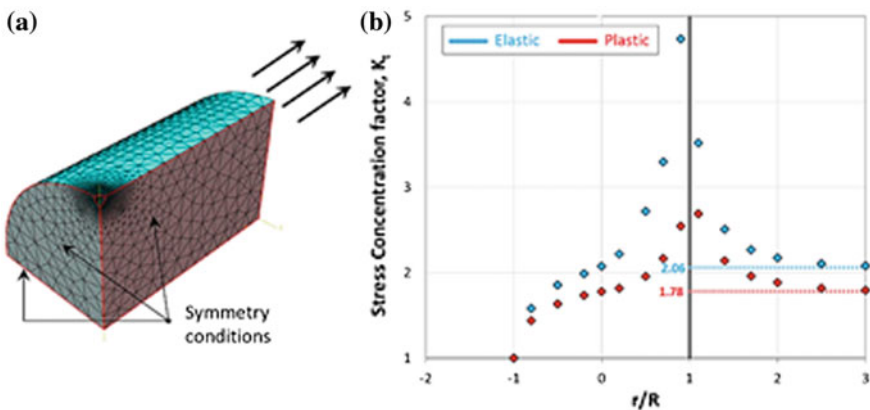 (a)
Symmetry
conditions
(b)
Stress Concentration factor, Kt
5
4
3
2
1
Elastic
Plastic
2.06
1.78
-2
-1
0
1
2
3
r/R